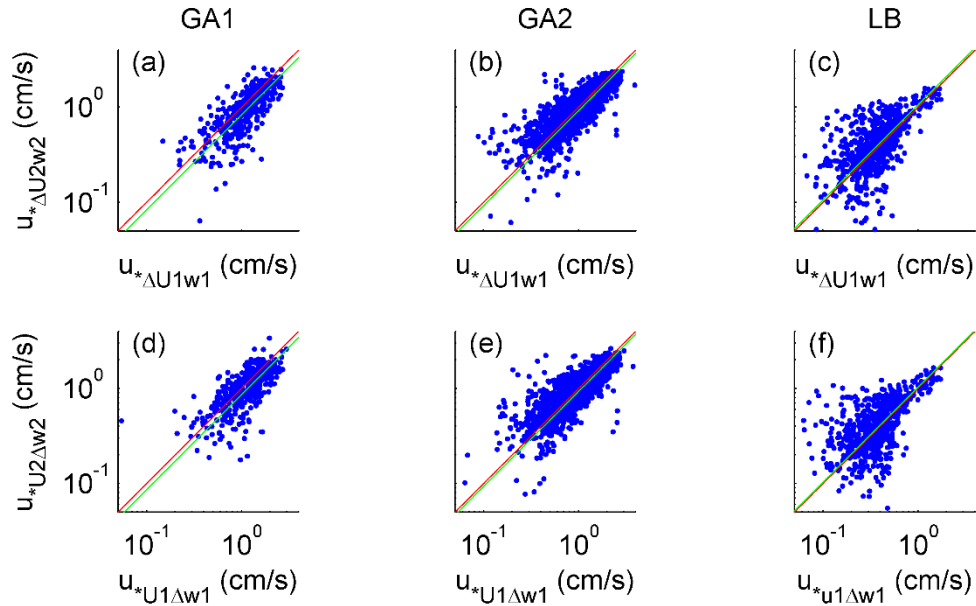 GA1 GA2 LB
(a) (b) (c)
10⁰
10⁻¹
u*ΔU2w2 (cm/s)
u*ΔU1w1 (cm/s) u*ΔU1w1 (cm/s) u*ΔU1w1 (cm/s)
(d) (e) (f)
10⁰
10⁻¹
u*U2Δw2 (cm/s)
10⁻¹ 10⁰ 10⁻¹ 10⁰ 10⁻¹ 10⁰
u*U1Δw1 (cm/s) u*U1Δw1 (cm/s) u*u1Δw1 (cm/s)